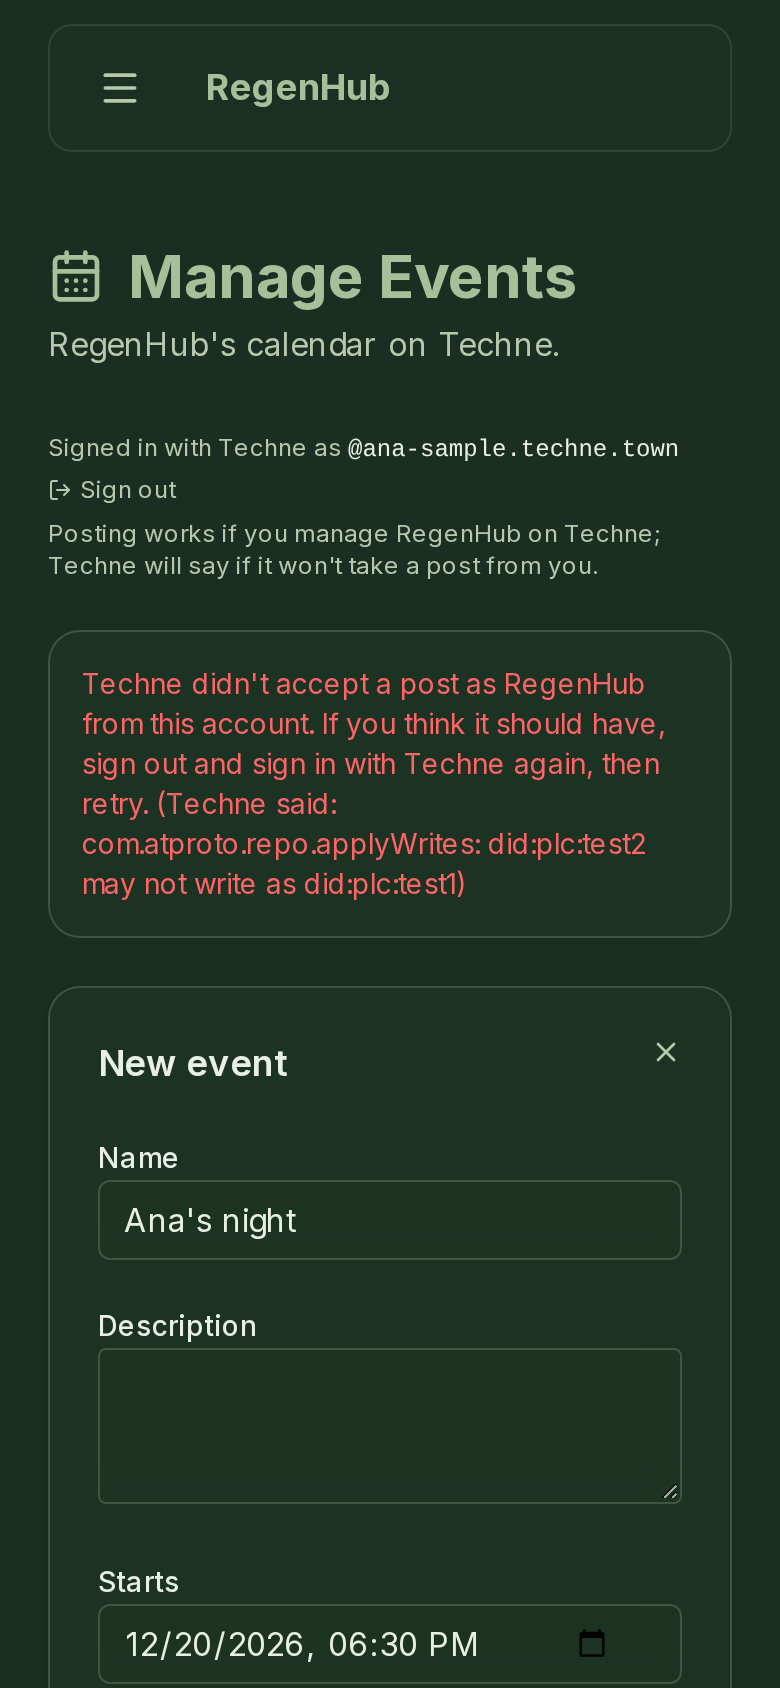 RegenHub
Manage Events
RegenHub's calendar on Techne.
Signed in with Techne as @ana-sample.techne.town
Sign out
Posting works if you manage RegenHub on Techne;
Techne will say if it won't take a post from you.
Techne didn't accept a post as RegenHub
from this account. If you think it should have,
sign out and sign in with Techne again, then
retry. (Techne said:
com.atproto.repo.applyWrites: did:plc:test2
may not write as did:plc:test1)
New event
Name
Ana's night
Description
Starts
12/20/2026, 06:30 PM